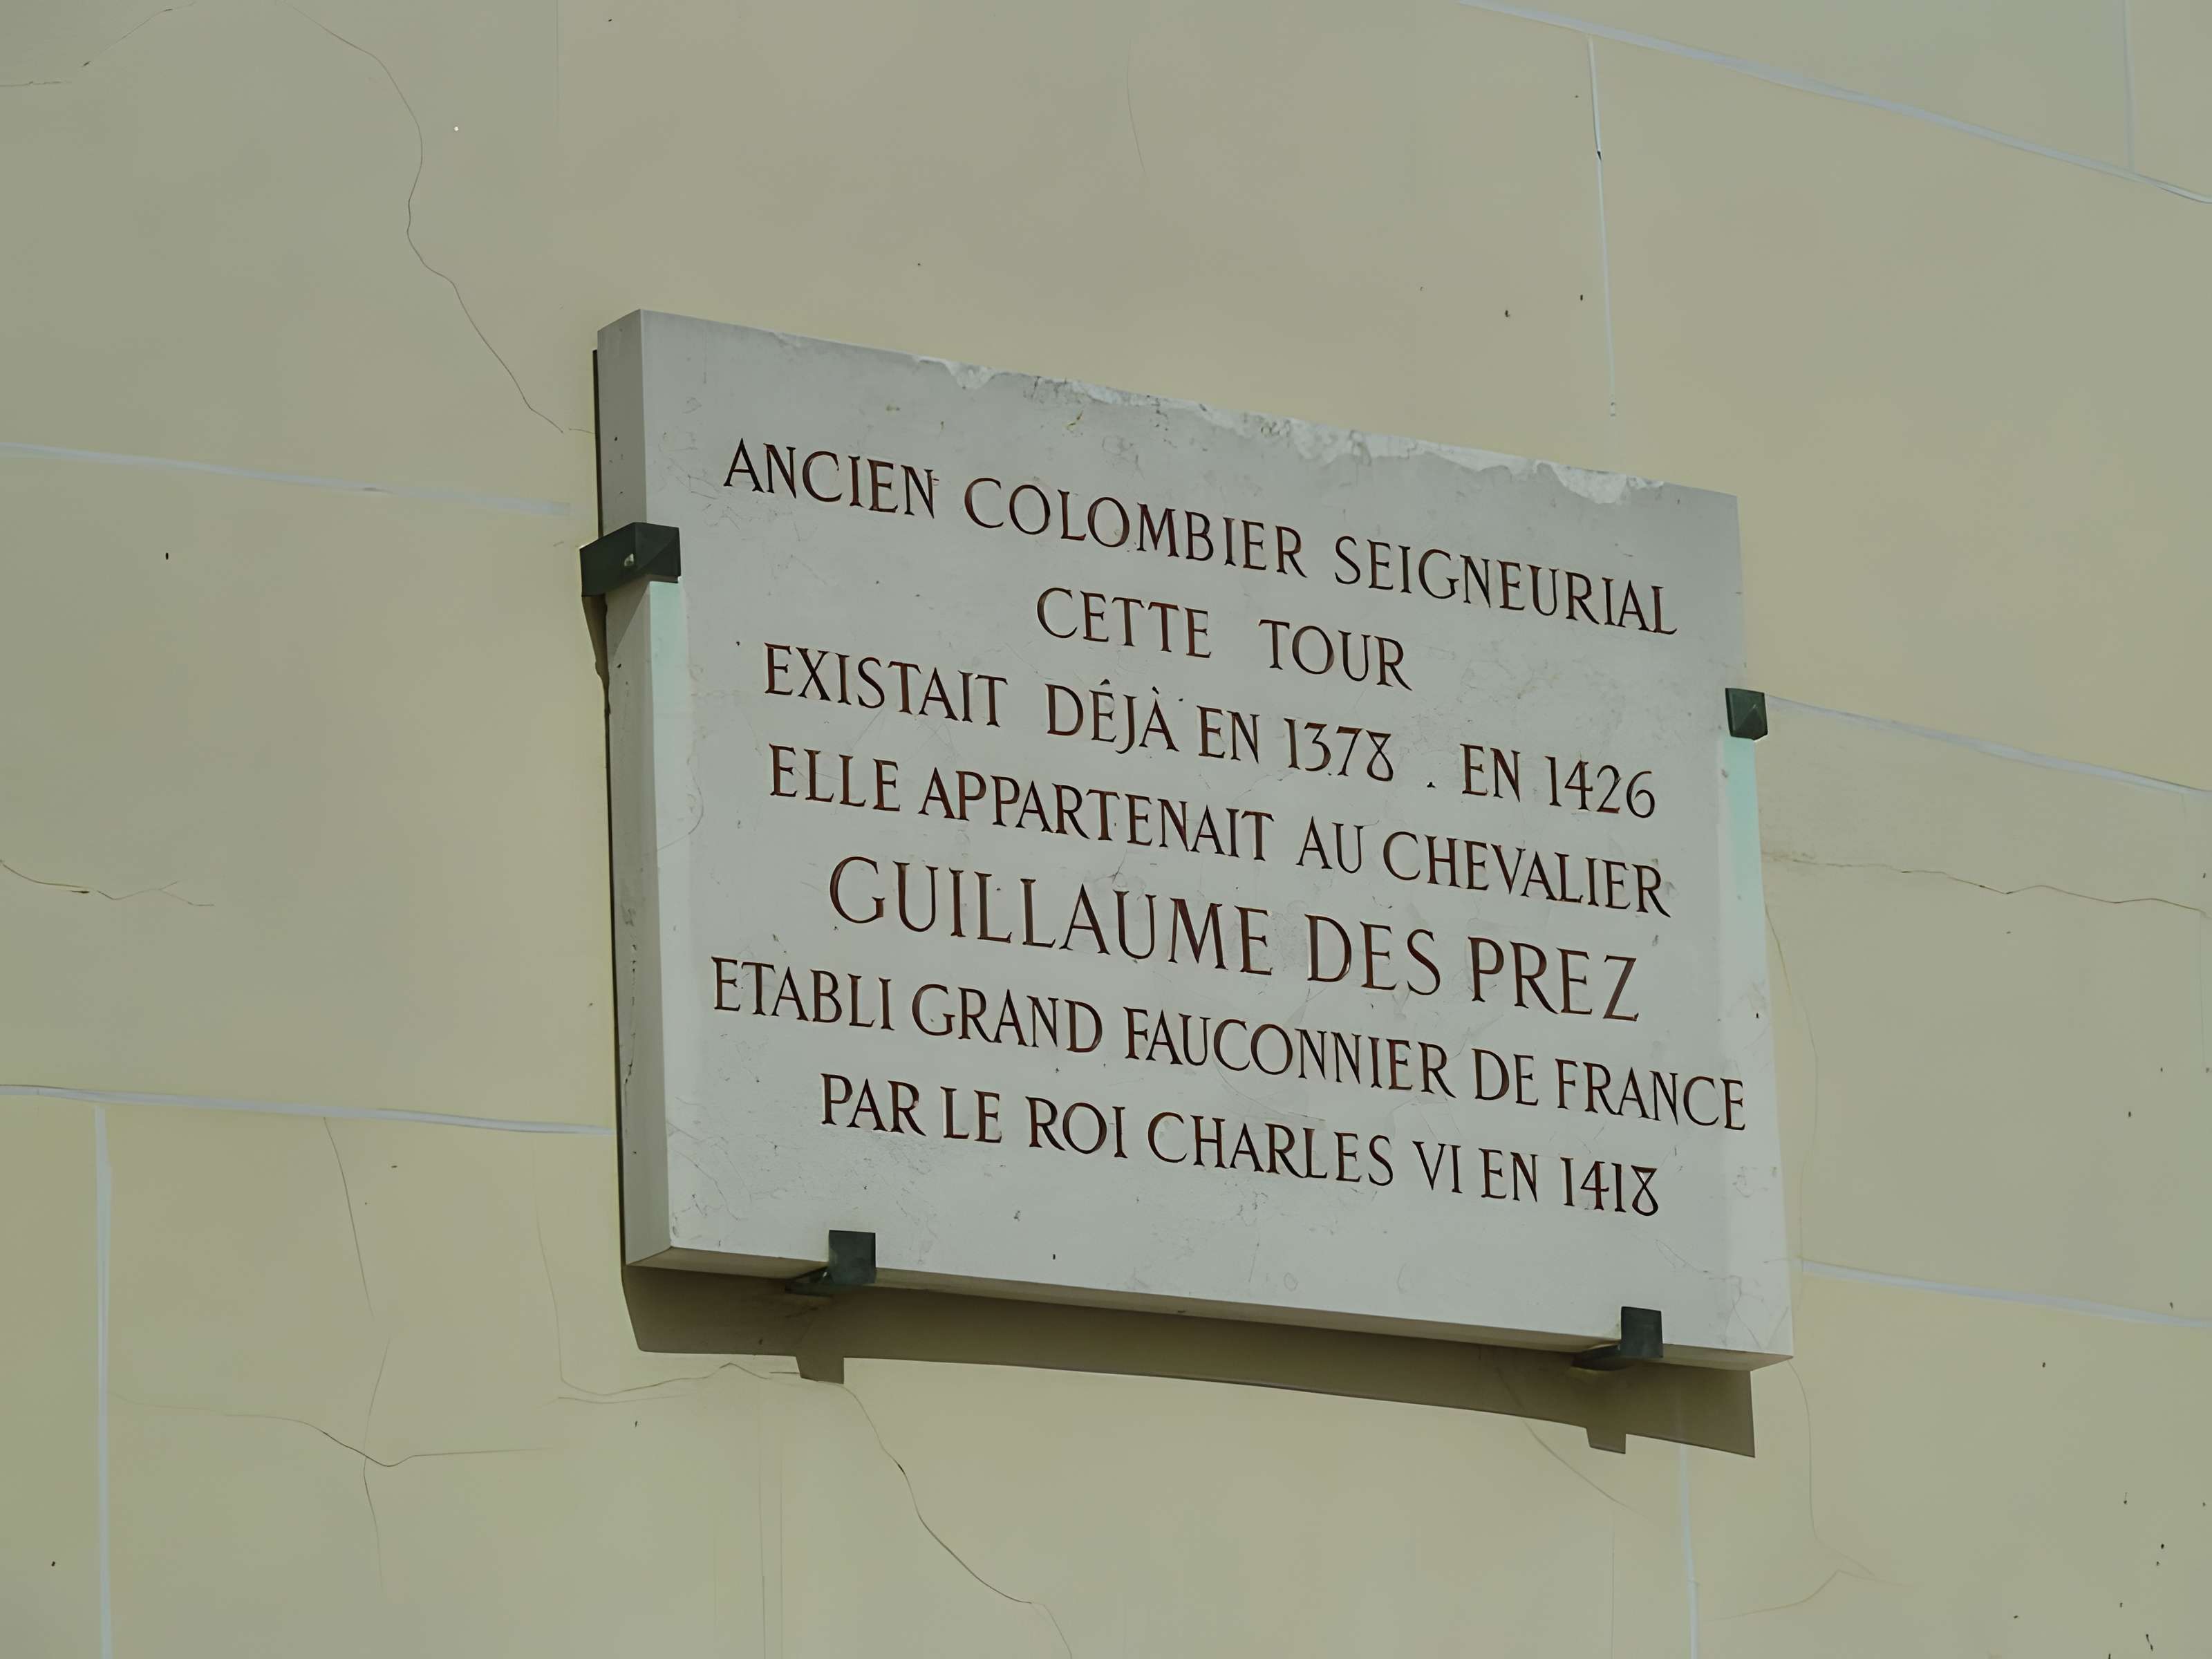 ANCIEN COLOMBIER SEIGNEURIAL
CETTE TOUR
EXISTAIT DÉJÀ EN 1378 . EN 1426
ELLE APPARTENAIT AU CHEVALIER
GUILLAUME DES PREZ
ETABLI GRAND FAUCONNIER DE FRANCE
PAR LE ROI CHARLES VI EN 1418